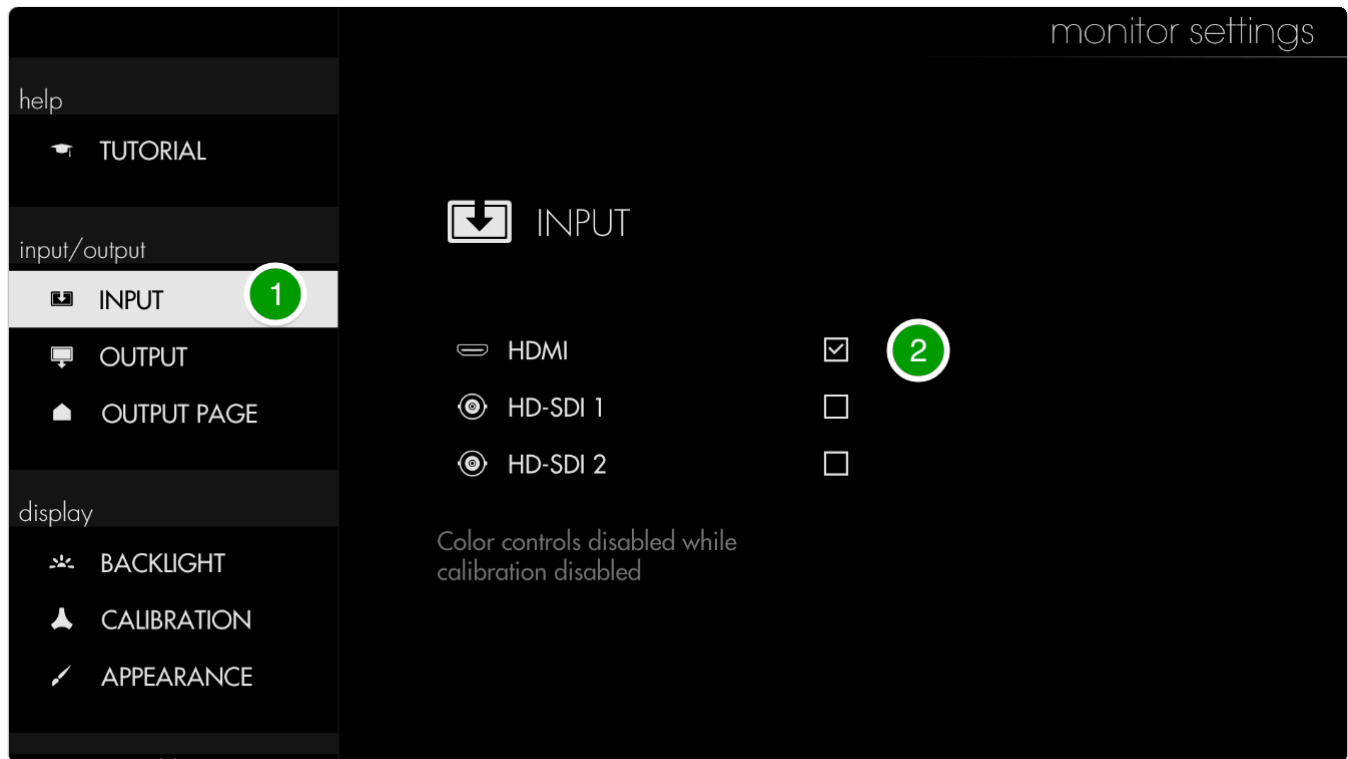 monitor settings
help
TUTORIAL
input/output
INPUT
1
OUTPUT
OUTPUT PAGE
display
BACKLIGHT
CALIBRATION
APPEARANCE
INPUT
HDMI
2
HD-SDI 1
HD-SDI 2
Color controls disabled while
calibration disabled